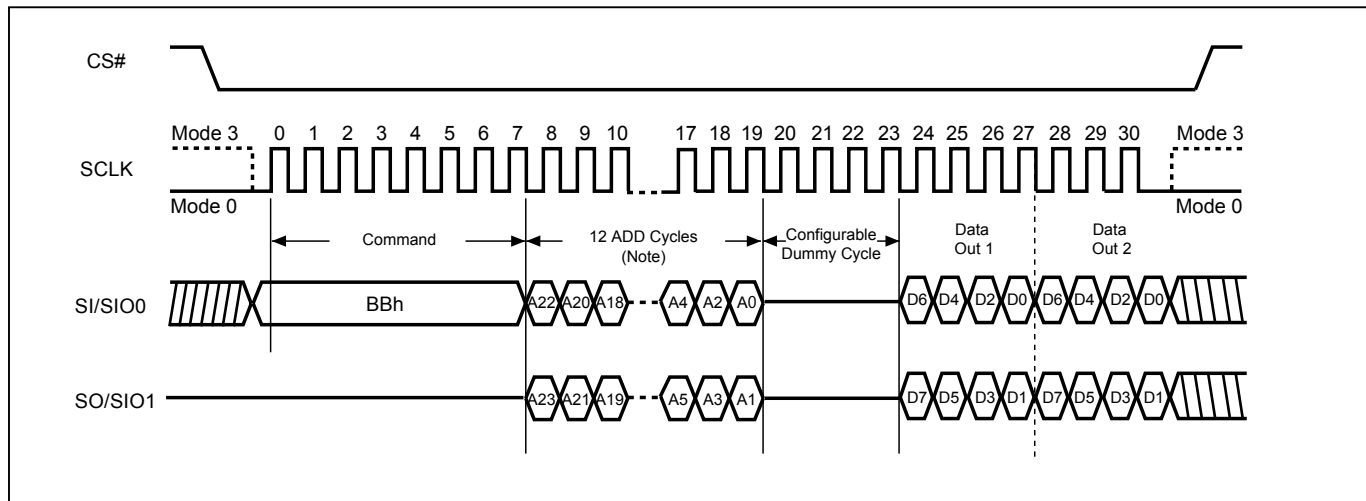 CS#
Mode 3
0 1 2 3 4 5 6 7 8 9 10 17 18 19 20 21 22 23 24 25 26 27 28 29 30
Mode 3
SCLK
Mode 0
Mode 0
Command
12 ADD Cycles
(Note)
Configurable
Dummy Cycle
Data
Out 1
Data
Out 2
SI/SIO0
BBh
A22 A20 A18 A4 A2 A0
D6 D4 D2 D0 D6 D4 D2 D0
SO/SIO1
A23 A21 A19 A5 A3 A1
D7 D5 D3 D1 D7 D5 D3 D1